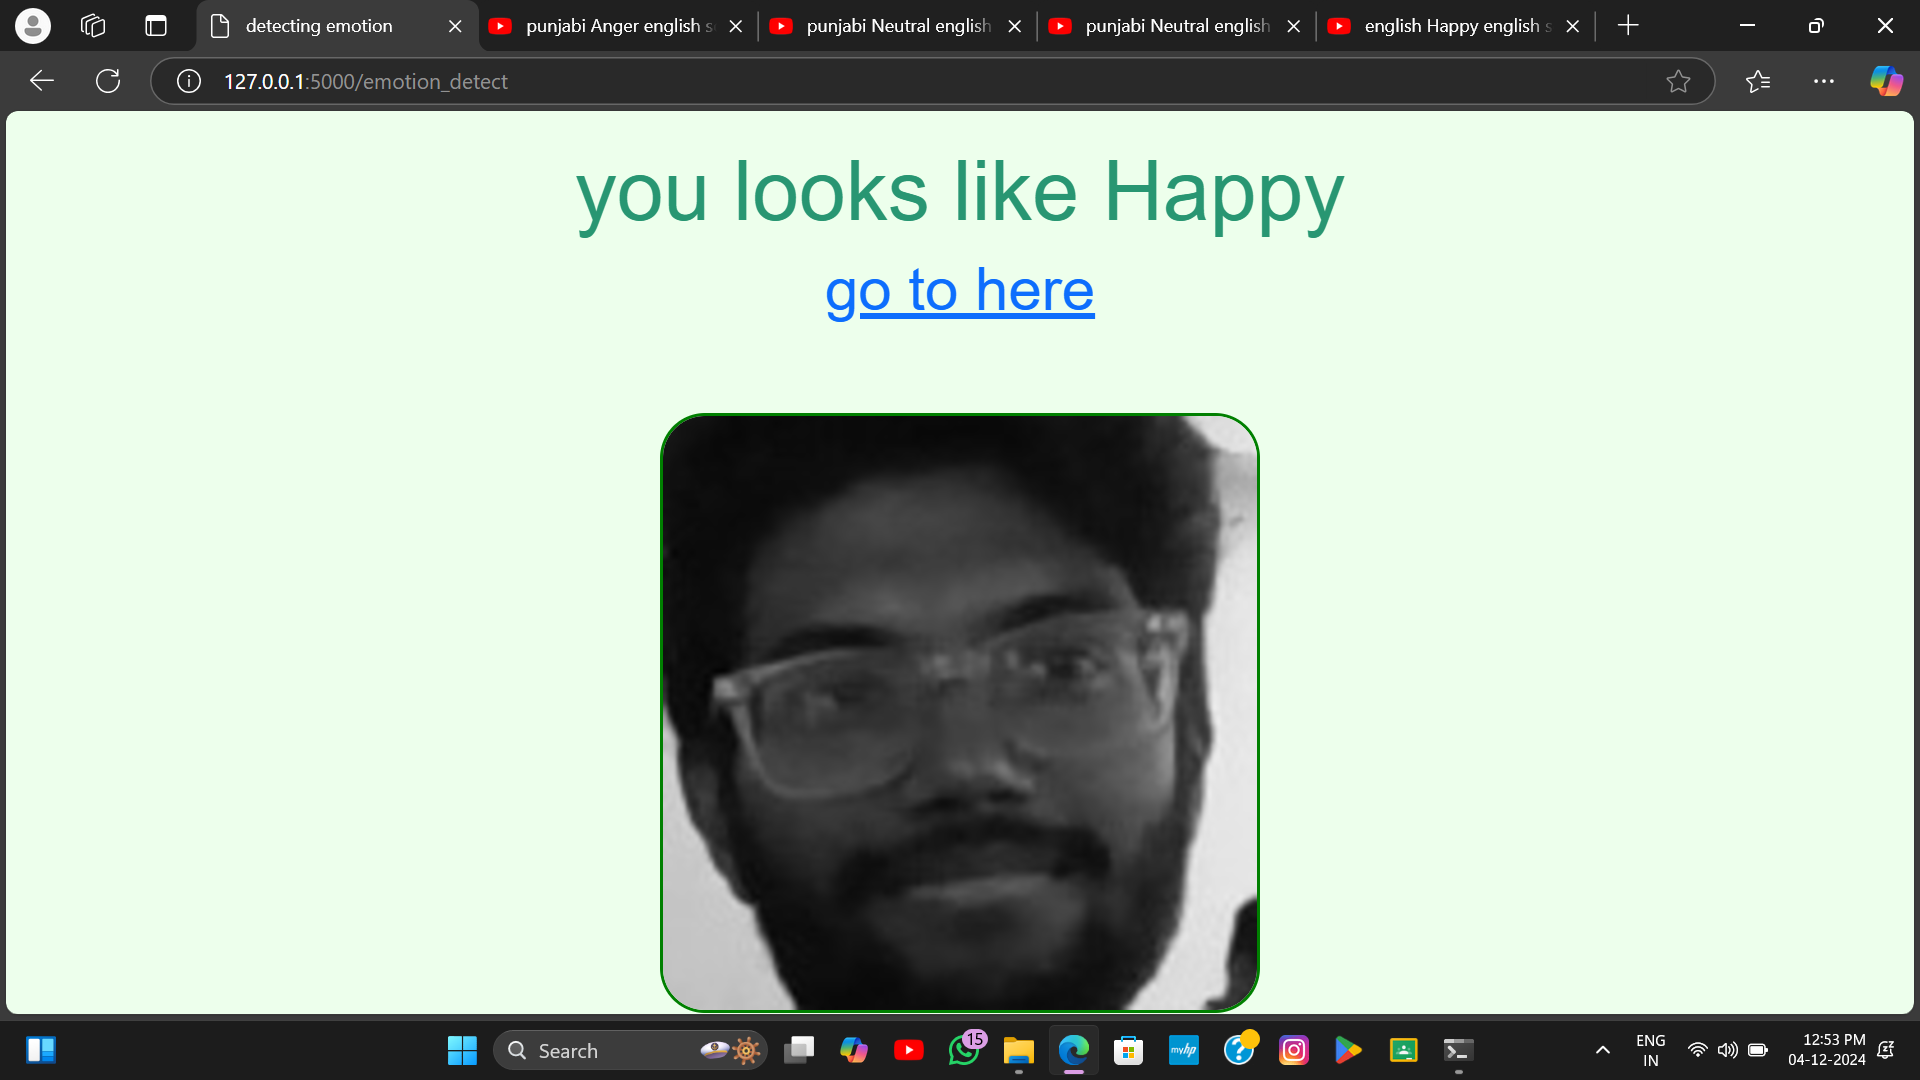 detecting emotion
punjabi Anger english s
punjabi Neutral english
punjabi Neutral english
english Happy english s
127.0.0.1:5000/emotion_detect
you looks like Happy
go to here
Search
15
myhp
ENG
IN
12:53 PM
04-12-2024